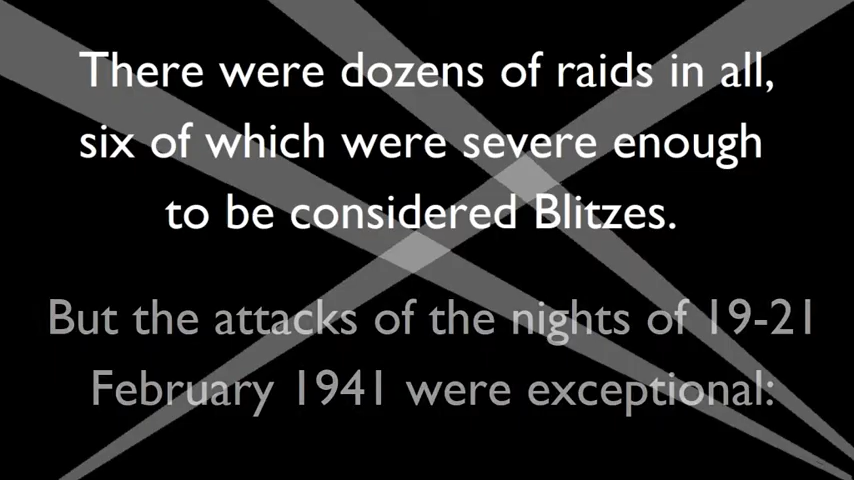 There were dozens of raids in all,
six of which were severe enough
to be considered Blitzes.
But the attacks of the nights of 19-21
February 1941 were exceptional: